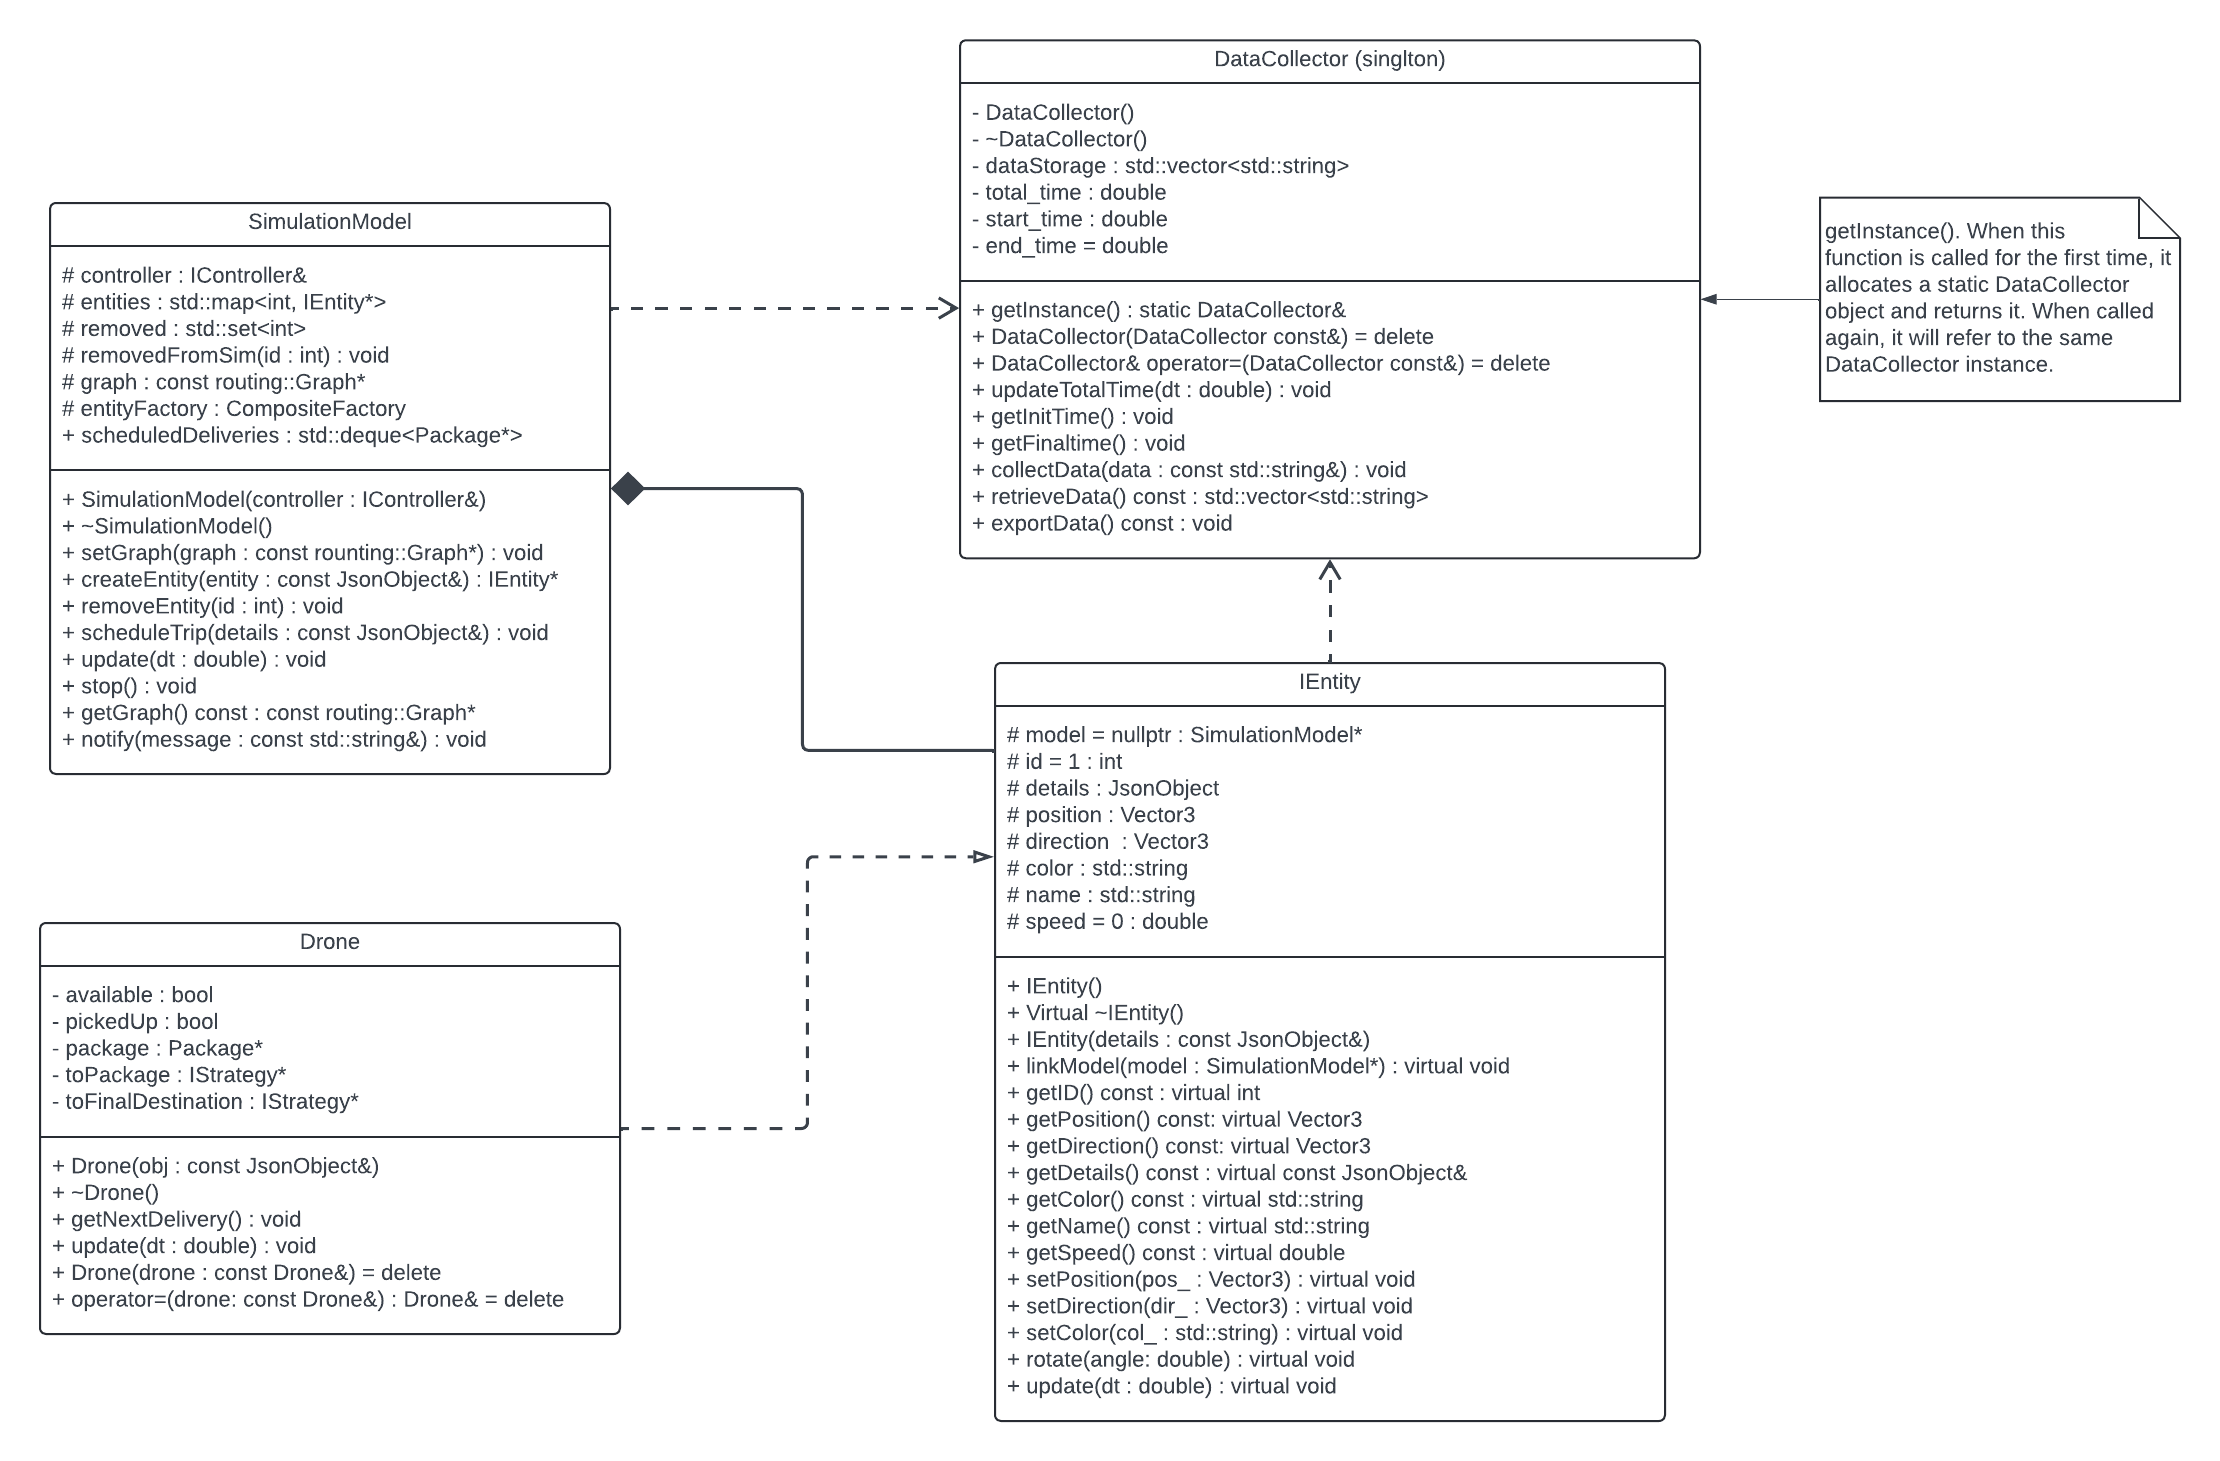 DataCollector (singlton)
- DataCollector()
- ~DataCollector()
- dataStorage : std::vector<std::string>
- total_time : double
- start_time : double
- end_time = double
+ getInstance() : static DataCollector&
+ DataCollector(DataCollector const&) = delete
+ DataCollector& operator=(DataCollector const&) = delete
+ updateTotalTime(dt : double) : void
+ getInitTime() : void
+ getFinaltime() : void
+ collectData(data : const std::string&) : void
+ retrieveData() const : std::vector<std::string>
+ exportData() const : void
getInstance(). When this
function is called for the first time, it
allocates a static DataCollector
object and returns it. When called
again, it will refer to the same
DataCollector instance.
SimulationModel
# controller : IController&
# entities : std::map<int, IEntity*>
# removed : std::set<int>
# removedFromSim(id : int) : void
# graph : const routing::Graph*
# entityFactory : CompositeFactory
+ scheduledDeliveries : std::deque<Package*>
+ SimulationModel(controller : IController&)
+ ~SimulationModel()
+ setGraph(graph : const rounting::Graph*) : void
+ createEntity(entity : const JsonObject&) : IEntity*
+ removeEntity(id : int) : void
+ scheduleTrip(details : const JsonObject&) : void
+ update(dt : double) : void
+ stop() : void
+ getGraph() const : const routing::Graph*
+ notify(message : const std::string&) : void
IEntity
# model = nullptr : SimulationModel*
# id = 1 : int
# details : JsonObject
# position : Vector3
# direction  : Vector3
# color : std::string
# name : std::string
# speed = 0 : double
+ IEntity()
+ Virtual ~IEntity()
+ IEntity(details : const JsonObject&)
+ linkModel(model : SimulationModel*) : virtual void
+ getID() const : virtual int
+ getPosition() const: virtual Vector3
+ getDirection() const: virtual Vector3
+ getDetails() const : virtual const JsonObject&
+ getColor() const : virtual std::string
+ getName() const : virtual std::string
+ getSpeed() const : virtual double
+ setPosition(pos_ : Vector3) : virtual void
+ setDirection(dir_ : Vector3) : virtual void
+ setColor(col_ : std::string) : virtual void
+ rotate(angle: double) : virtual void
+ update(dt : double) : virtual void
Drone
- available : bool
- pickedUp : bool
- package : Package*
- toPackage : IStrategy*
- toFinalDestination : IStrategy*
+ Drone(obj : const JsonObject&)
+ ~Drone()
+ getNextDelivery() : void
+ update(dt : double) : void
+ Drone(drone : const Drone&) = delete
+ operator=(drone: const Drone&) : Drone& = delete